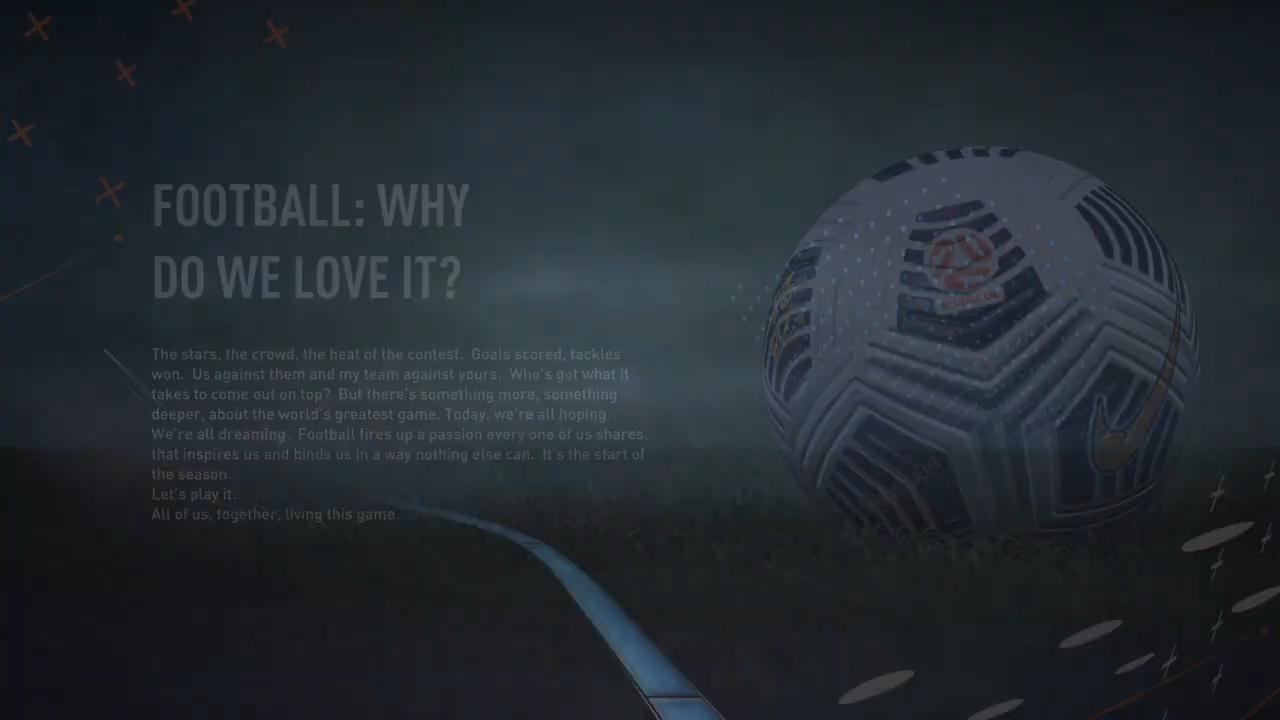 FOOTBALL: WHY
DO WE LOVE IT?
The stars, the crowd, the heat of the contest.  Goals scored, tackles
won.  Us against them and my team against yours.  Who's got what it
takes to come out on top?  But there's something more, something
deeper, about the world's greatest game. Today, we're all hoping.
We're all dreaming.  Football fires up a passion every one of us shares,
that inspires us and binds us in a way nothing else can.  It's the start of
the season.
Let's play it.
All of us, together, living this game.